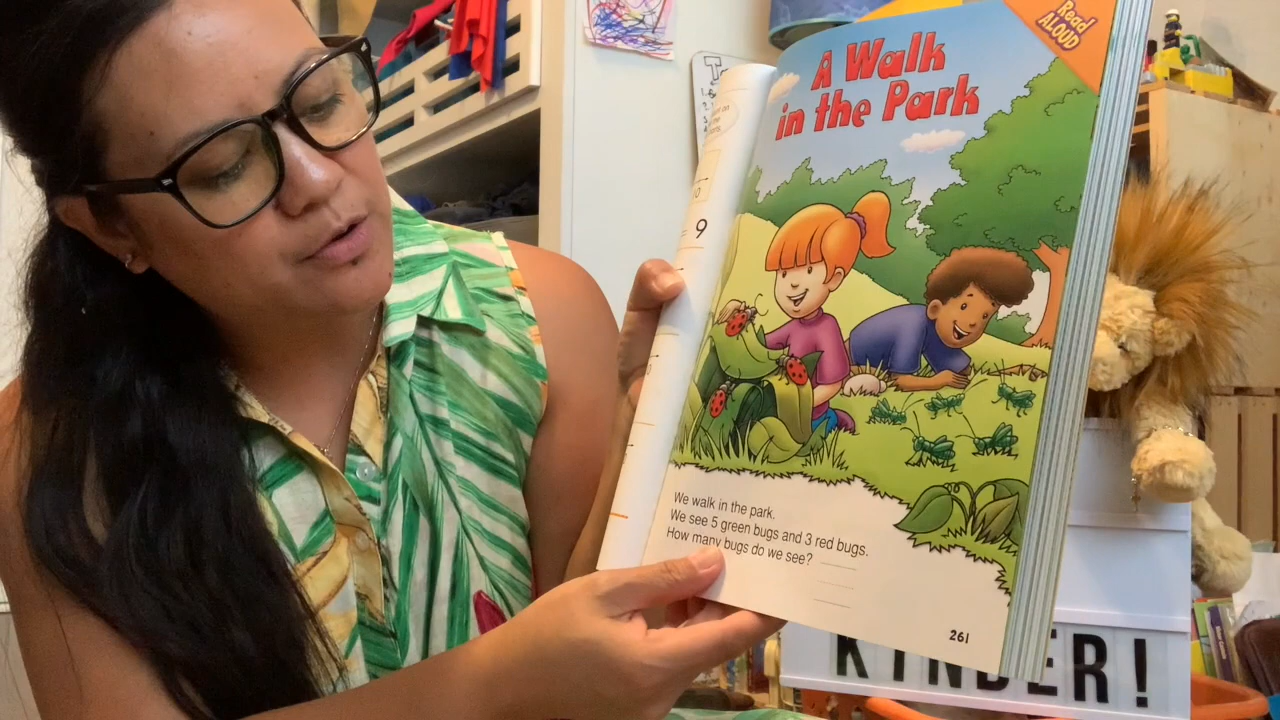 Read
ALOUD
A Walk
in the Park
9
We walk in the park.
We see 5 green bugs and 3 red bugs.
How many bugs do we see?
261
KINDER!